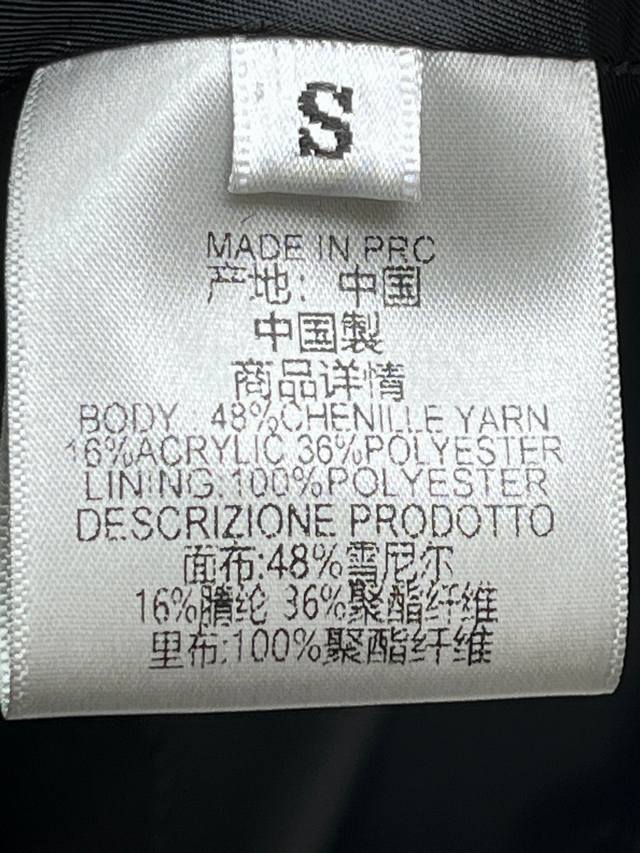 S
MADE IN PRC
产地：中国
中国製
商品详情
BODY：48%CHENILLE YARN
16%ACRYLIC 36%POLYESTER
LINING:100%POLYESTER
DESCRIZIONE PRODOTTO
面布:48%雪尼尔
16%腈纶 36%聚酯纤维
里布:100%聚酯纤维